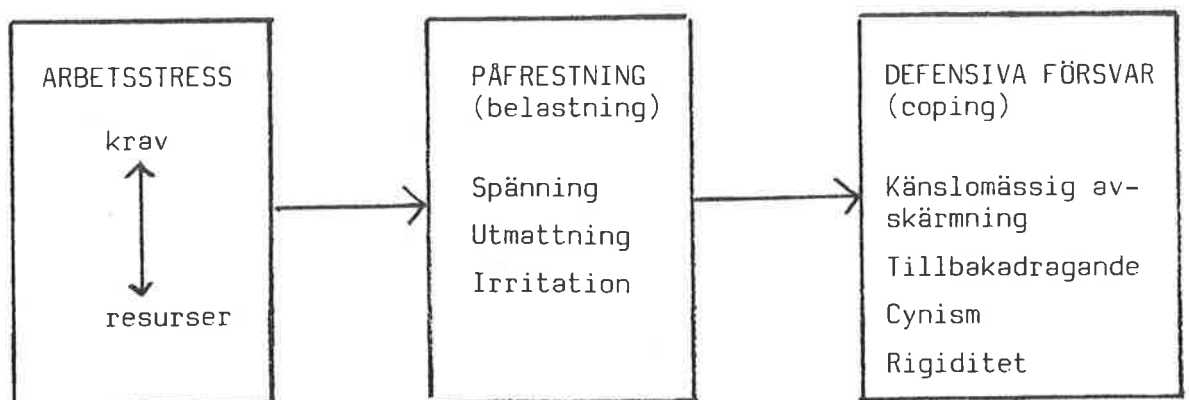 ARBETSSTRESS
krav
resurser
PÅFRESTNING
(belastning)
Spänning
Utmattning
Irritation
DEFENSIVA FÖRSVAR
(coping)
Känslomässig av-
skärmning
Tillbakadragande
Cynism
Rigiditet